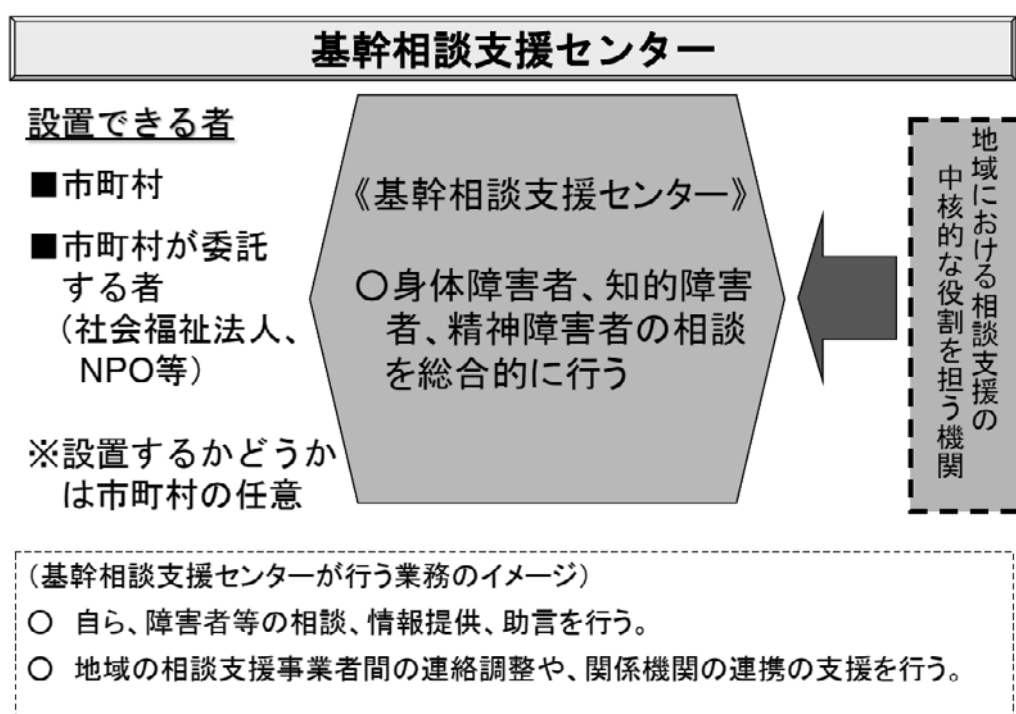 基幹相談支援センター
設置できる者
■市町村
■市町村が委託
する者
（社会福祉法人、
NPO等）
※設置するかどうか
は市町村の任意
《基幹相談支援センター》
○身体障害者、知的障害
者、精神障害者の相談
を総合的に行う
地域における相談支援の
中核的な役割を担う機関
（基幹相談支援センターが行う業務のイメージ）
○ 自ら、障害者等の相談、情報提供、助言を行う。
○ 地域の相談支援事業者間の連絡調整や、関係機関の連携の支援を行う。